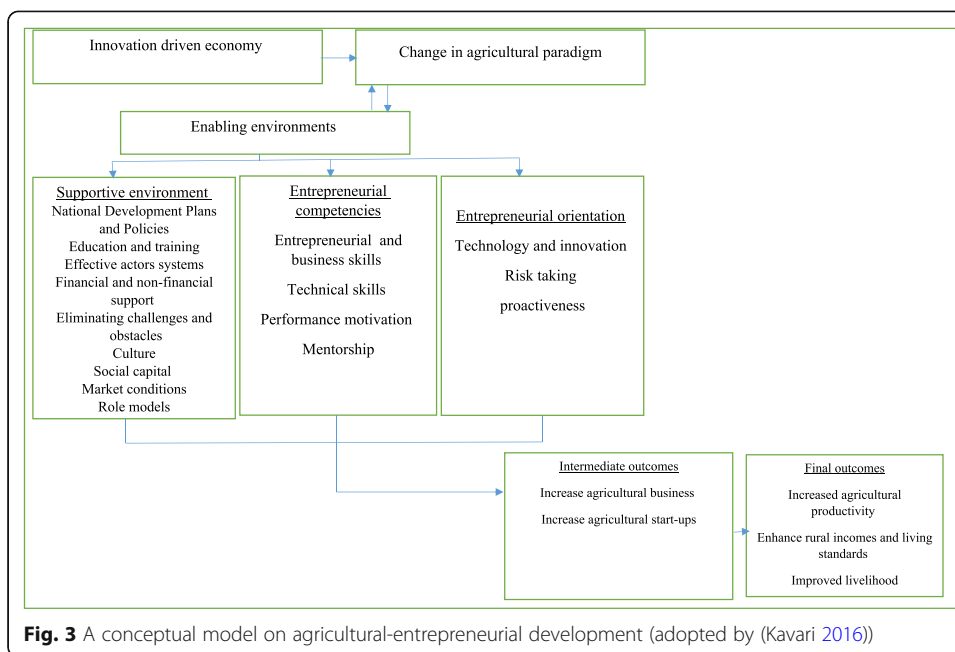 Innovation driven economy
Change in agricultural paradigm
Enabling environments
Supportive environment
National Development Plans
and Policies
Education and training
Effective actors systems
Financial and non-financial
support
Eliminating challenges and
obstacles
Culture
Social capital
Market conditions
Role models
Entrepreneurial
competencies
Entrepreneurial and
business skills
Technical skills
Performance motivation
Mentorship
Entrepreneurial orientation
Technology and innovation
Risk taking
proactiveness
Intermediate outcomes
Increase agricultural business
Increase agricultural start-ups
Final outcomes
Increased agricultural
productivity
Enhance rural incomes and living
standards
Improved livelihood
Fig. 3 A conceptual model on agricultural-entrepreneurial development (adopted by (Kavari 2016))